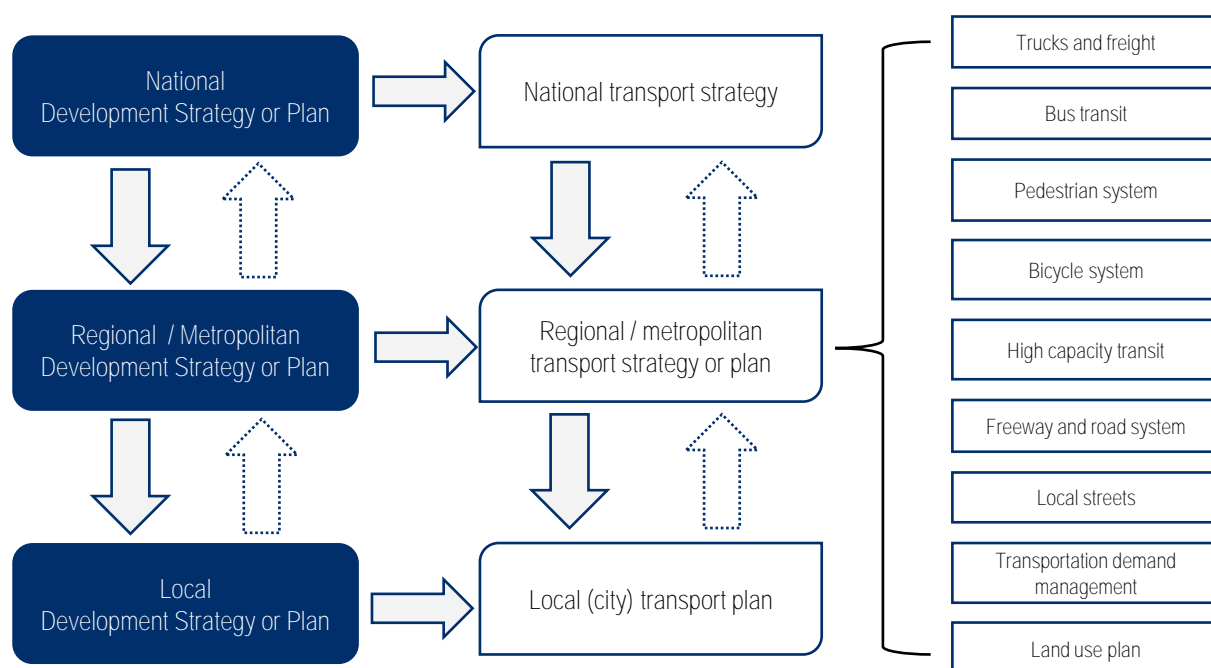 National
Development Strategy or Plan
National transport strategy
Regional / Metropolitan
Development Strategy or Plan
Regional / metropolitan
transport strategy or plan
Local
Development Strategy or Plan
Local (city) transport plan
Trucks and freight
Bus transit
Pedestrian system
Bicycle system
High capacity transit
Freeway and road system
Local streets
Transportation demand
management
Land use plan